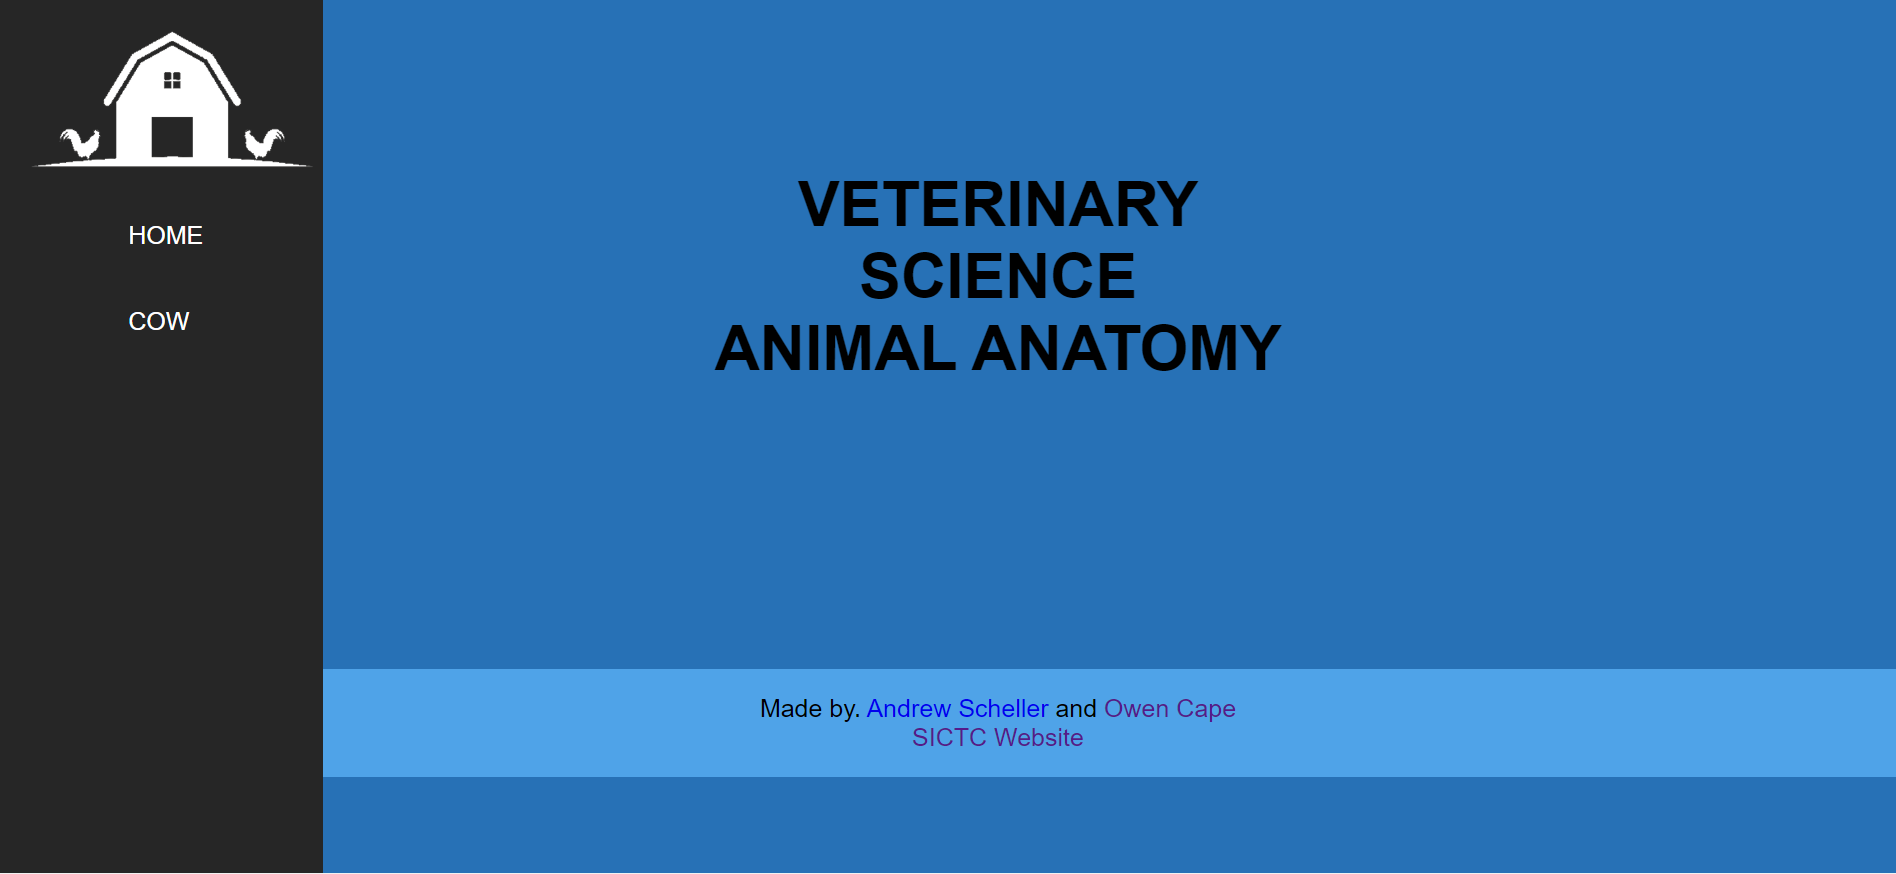 HOME
COW
VETERINARY
SCIENCE
ANIMAL ANATOMY
Made by. Andrew Scheller and Owen Cape
SICTC Website